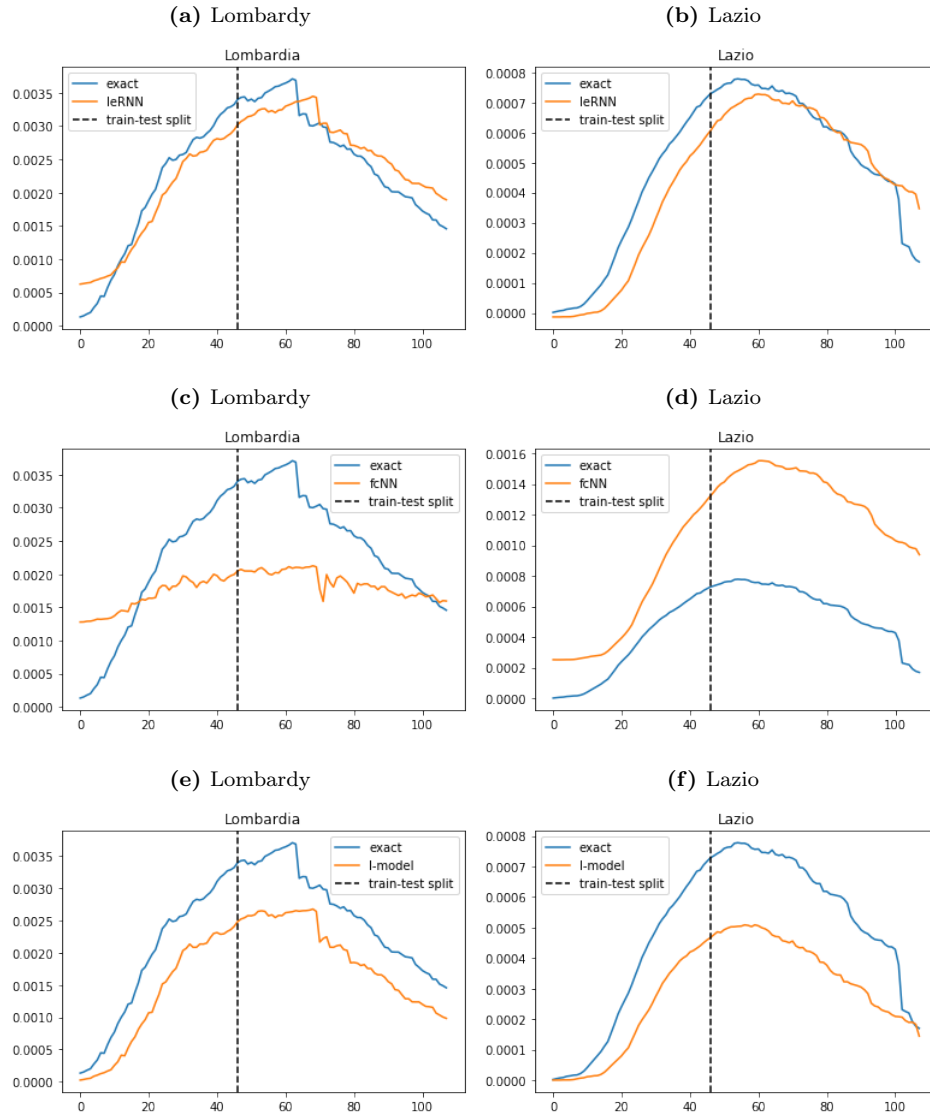 (a) Lombardy
(b) Lazio
Lombardia
exact
leRNN
train-test split
0.0035
0.0030
0.0025
0.0020
0.0015
0.0010
0.0005
0.0000
0 20 40 60 80 100
Lazio
exact
leRNN
train-test split
0.0008
0.0007
0.0006
0.0005
0.0004
0.0003
0.0002
0.0001
0.0000
0 20 40 60 80 100
(c) Lombardy
(d) Lazio
Lombardia
exact
fcNN
train-test split
0.0035
0.0030
0.0025
0.0020
0.0015
0.0010
0.0005
0.0000
0 20 40 60 80 100
Lazio
exact
fcNN
train-test split
0.0016
0.0014
0.0012
0.0010
0.0008
0.0006
0.0004
0.0002
0.0000
0 20 40 60 80 100
(e) Lombardy
(f) Lazio
Lombardia
exact
l-model
train-test split
0.0035
0.0030
0.0025
0.0020
0.0015
0.0010
0.0005
0.0000
0 20 40 60 80 100
Lazio
exact
l-model
train-test split
0.0008
0.0007
0.0006
0.0005
0.0004
0.0003
0.0002
0.0001
0.0000
0 20 40 60 80 100